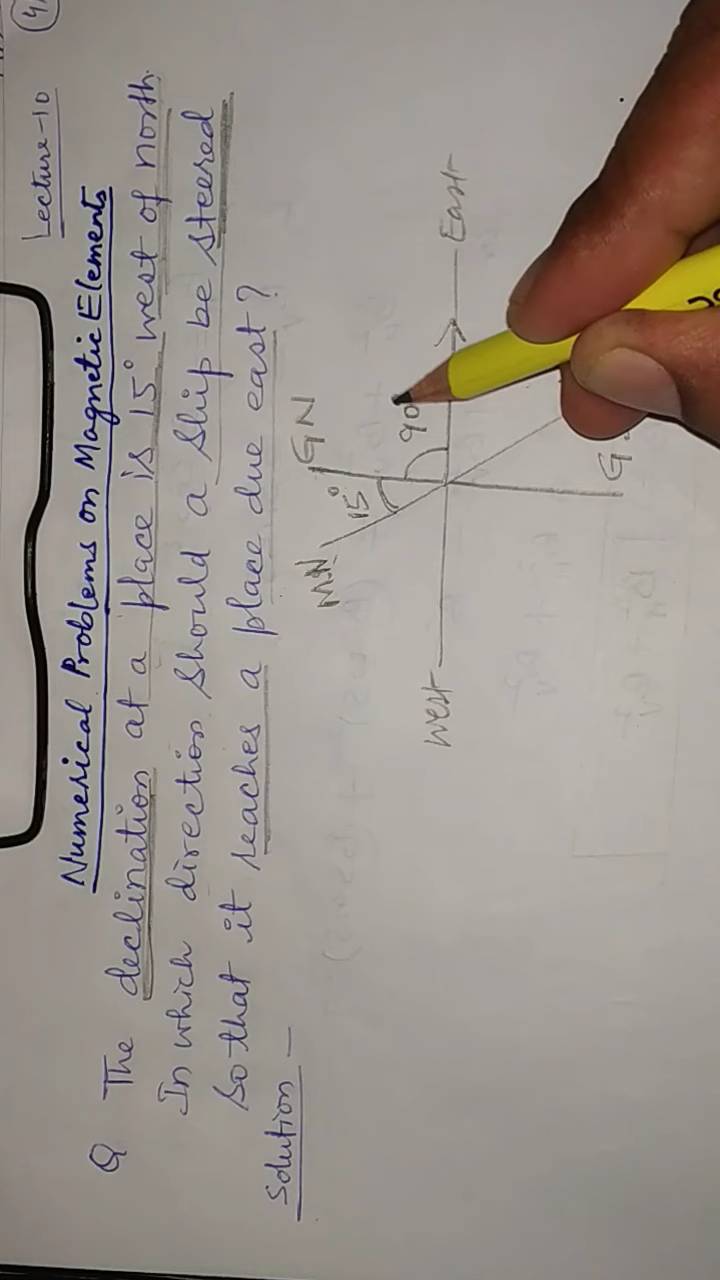 Lecture-10
Numerical Problems on Magnetic Elements
Q The declination at a place is 15° west of north.
In which direction should a ship be steered
so that it reaches a place due east?
Solution -
GN
M.N.
15°
90
West
East
G.